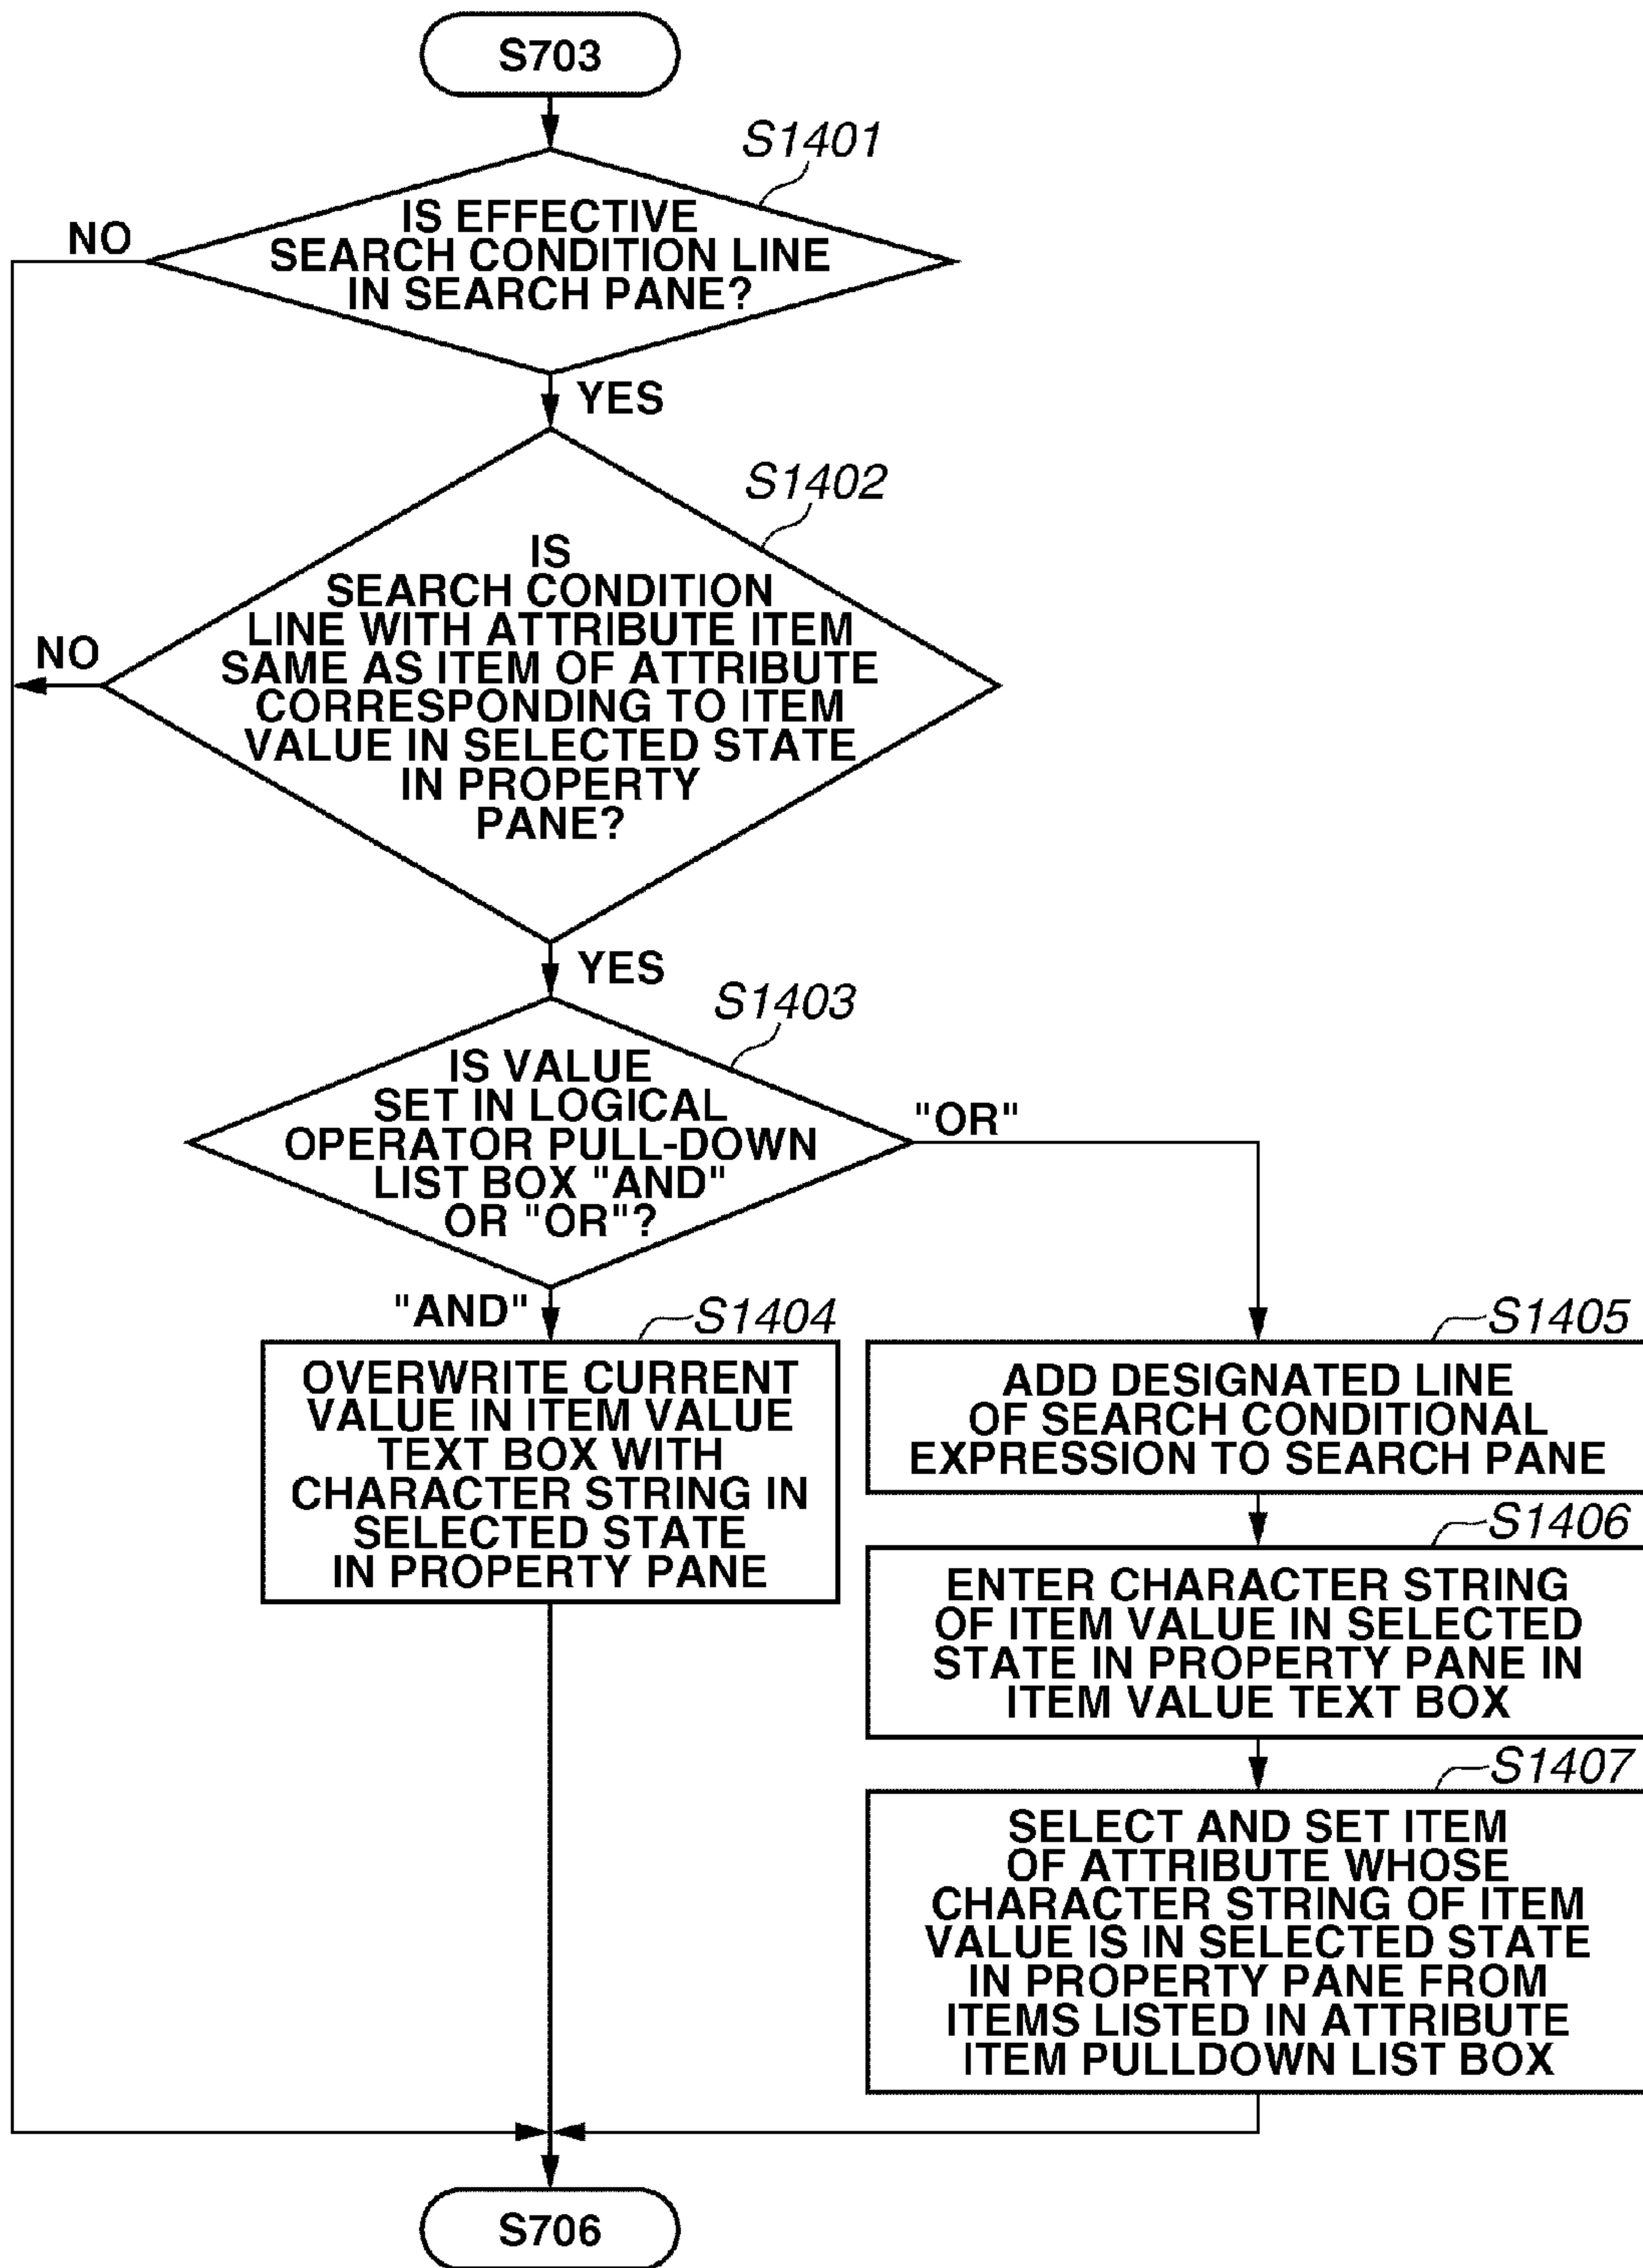 S703
S1401
IS EFFECTIVE
SEARCH CONDITION LINE
IN SEARCH PANE?
NO
YES
S1402
IS
SEARCH CONDITION
LINE WITH ATTRIBUTE ITEM
SAME AS ITEM OF ATTRIBUTE
CORRESPONDING TO ITEM
VALUE IN SELECTED STATE
IN PROPERTY
PANE?
NO
YES
S1403
IS VALUE
SET IN LOGICAL
OPERATOR PULL-DOWN
LIST BOX "AND"
OR "OR"?
"OR"
"AND"
S1404
OVERWRITE CURRENT
VALUE IN ITEM VALUE
TEXT BOX WITH
CHARACTER STRING IN
SELECTED STATE
IN PROPERTY PANE
S1405
ADD DESIGNATED LINE
OF SEARCH CONDITIONAL
EXPRESSION TO SEARCH PANE
S1406
ENTER CHARACTER STRING
OF ITEM VALUE IN SELECTED
STATE IN PROPERTY PANE IN
ITEM VALUE TEXT BOX
S1407
SELECT AND SET ITEM
OF ATTRIBUTE WHOSE
CHARACTER STRING OF ITEM
VALUE IS IN SELECTED STATE
IN PROPERTY PANE FROM
ITEMS LISTED IN ATTRIBUTE
ITEM PULLDOWN LIST BOX
S706